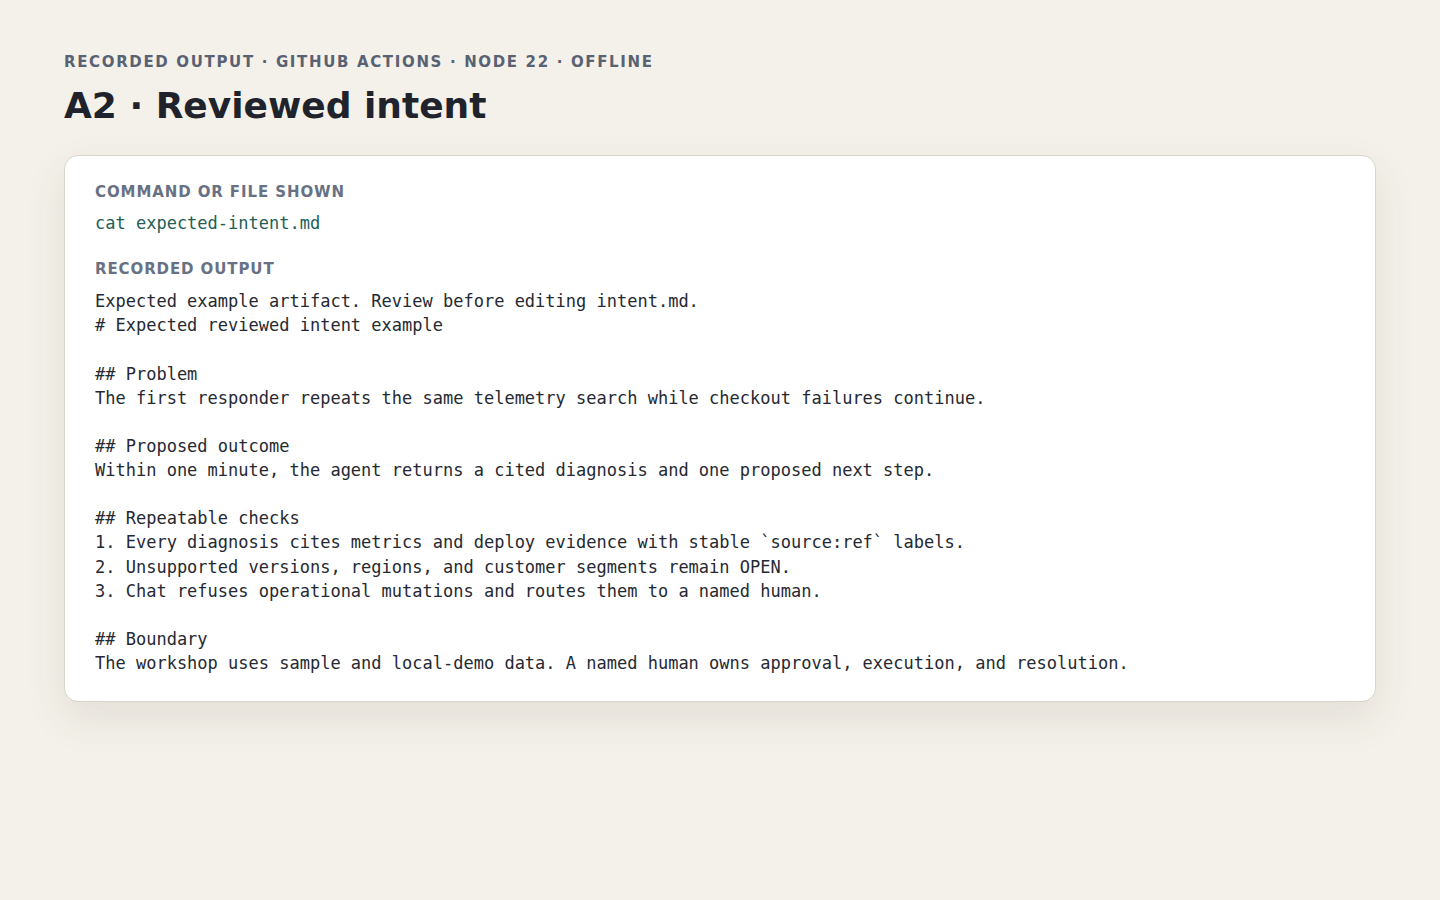 RECORDED OUTPUT · GITHUB ACTIONS · NODE 22 · OFFLINE
A2 · Reviewed intent
COMMAND OR FILE SHOWN
cat expected-intent.md
RECORDED OUTPUT
Expected example artifact. Review before editing intent.md.
# Expected reviewed intent example
## Problem
The first responder repeats the same telemetry search while checkout failures continue.
## Proposed outcome
Within one minute, the agent returns a cited diagnosis and one proposed next step.
## Repeatable checks
1. Every diagnosis cites metrics and deploy evidence with stable `source:ref` labels.
2. Unsupported versions, regions, and customer segments remain OPEN.
3. Chat refuses operational mutations and routes them to a named human.
## Boundary
The workshop uses sample and local-demo data. A named human owns approval, execution, and resolution.